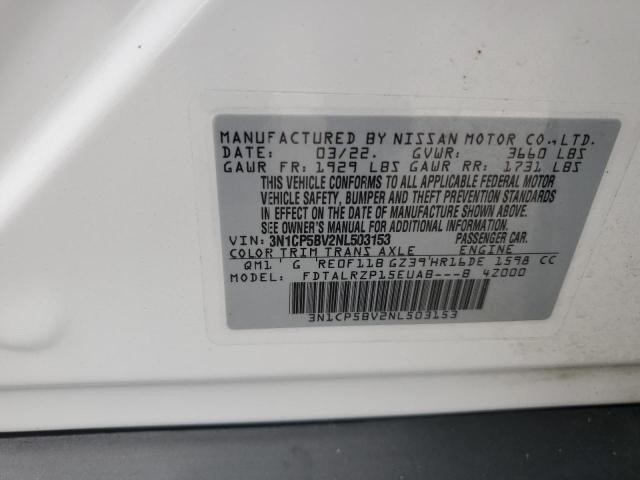 MANUFACTURED BY NISSAN MOTOR CO., LTD.
DATE: 03/22. GVWR: 3660 LBS
GAWR FR: 1929 LBS GAWR RR: 1731 LBS
THIS VEHICLE CONFORMS TO ALL APPLICABLE FEDERAL MOTOR
VEHICLE SAFETY, BUMPER AND THEFT PREVENTION STANDARDS
IN EFFECT ON THE DATE OF MANUFACTURE SHOWN ABOVE.
SEE OWNER'S MANUAL FOR ADDITIONAL INFORMATION.
VIN: 3N1CP5BV2NL503153 PASSENGER CAR.
COLOR TRIM TRANS AXLE ENGINE
QM1' G 'RE0F11B GZ39'HR16DE 1598 CC
MODEL: FDTALRZP15EUAB---B 4Z000
3N1CP5BV2NL503153